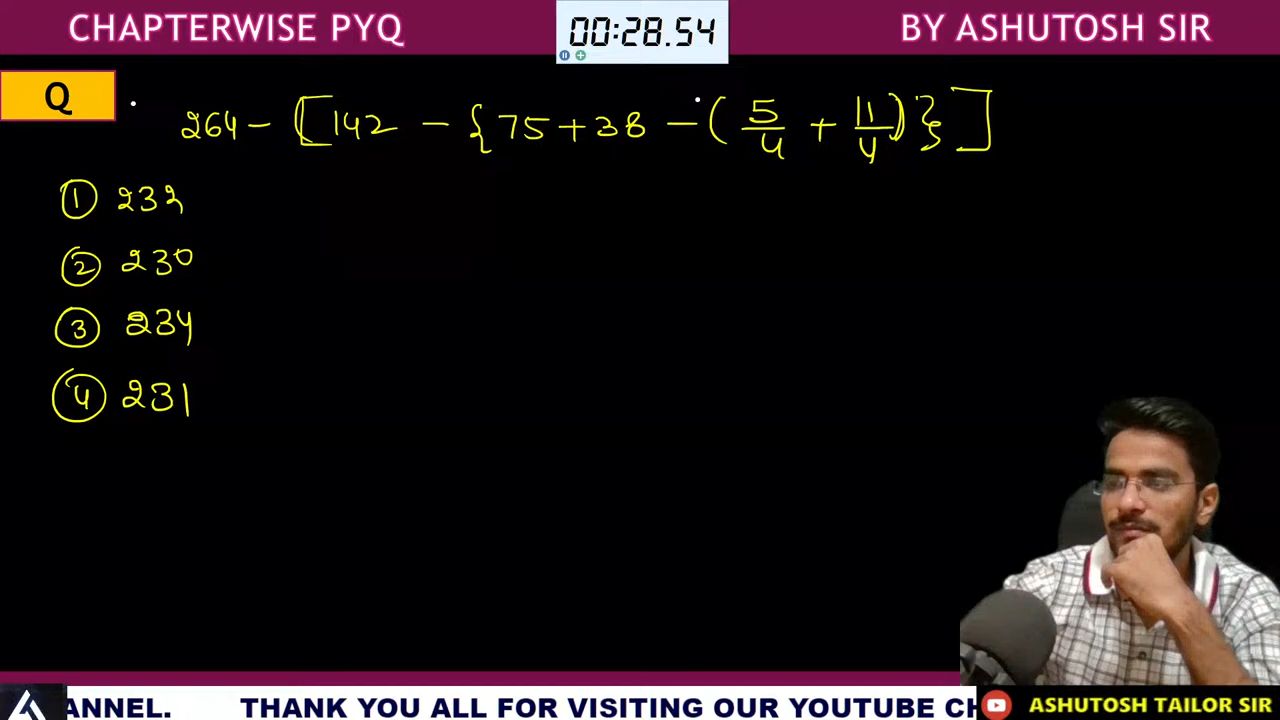 CHAPTERWISE PYQ
00:28.54
BY ASHUTOSH SIR
Q
264 - [142 - {75 + 38 - (5/4 + 11/4)}]
① 232
② 230
③ 234
④ 231
ANNEL. THANK YOU ALL FOR VISITING OUR YOUTUBE CH
ASHUTOSH TAILOR SIR